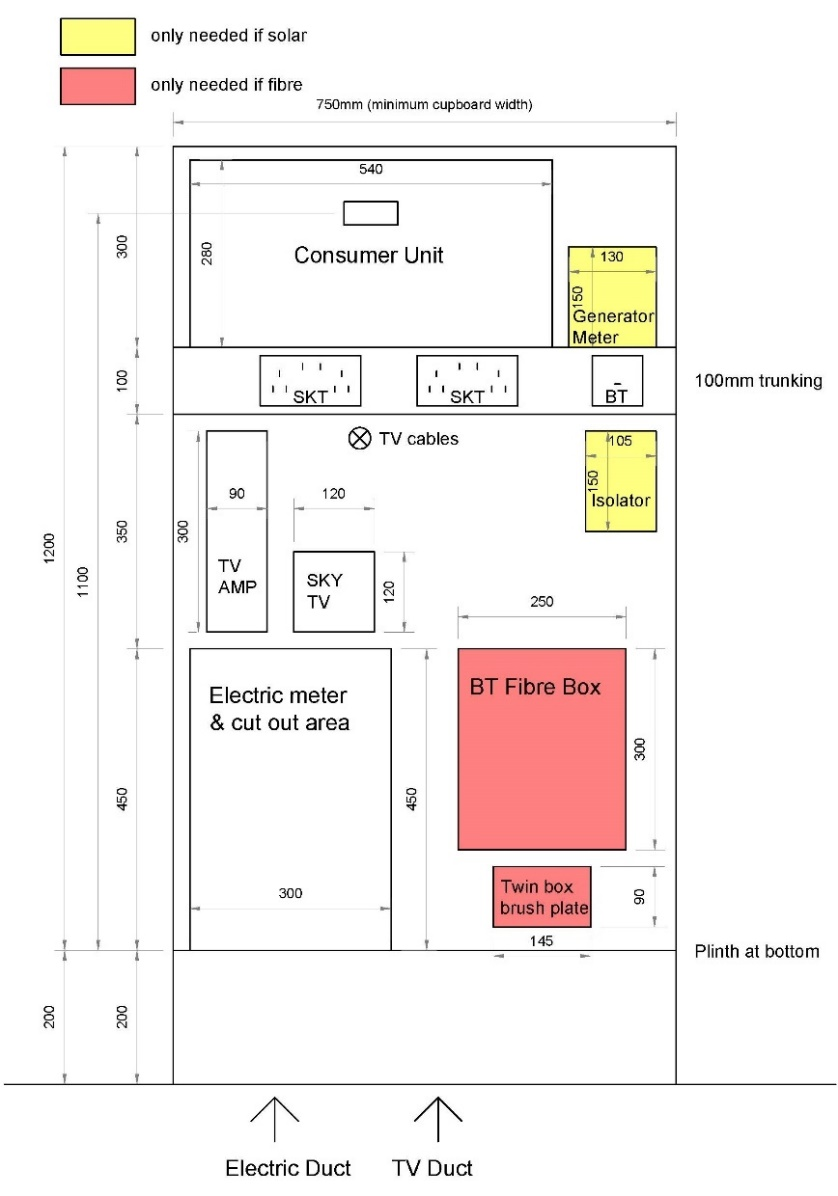 only needed if solar
only needed if fibre
750mm (minimum cupboard width)
540
300
280
Consumer Unit
130
150
Generator
Meter
100
SKT
SKT
BT
100mm trunking
TV cables
105
150
Isolator
90
120
300
350
1200
1100
TV
AMP
SKY
TV
120
250
Electric meter
& cut out area
BT Fibre Box
300
450
450
300
Twin box
brush plate
90
145
Plinth at bottom
200
200
Electric Duct
TV Duct